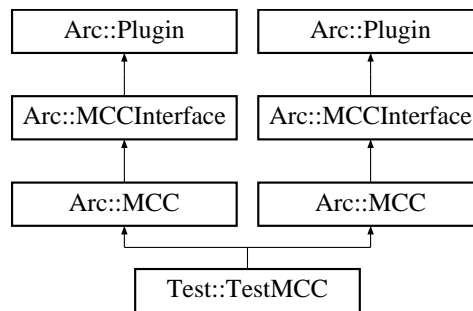 Arc::Plugin Arc::Plugin
Arc::MCCInterface Arc::MCCInterface
Arc::MCC Arc::MCC
Test::TestMCC